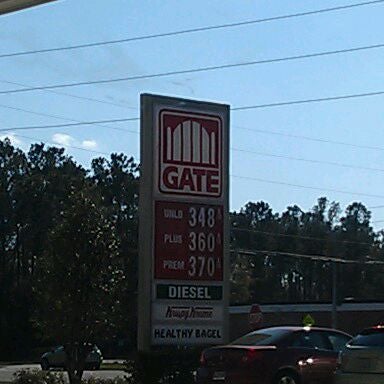 GATE
UNLD 348
PLUS 360
PREM 370
DIESEL
Krispy Kreme
HEALTHY BAGEL